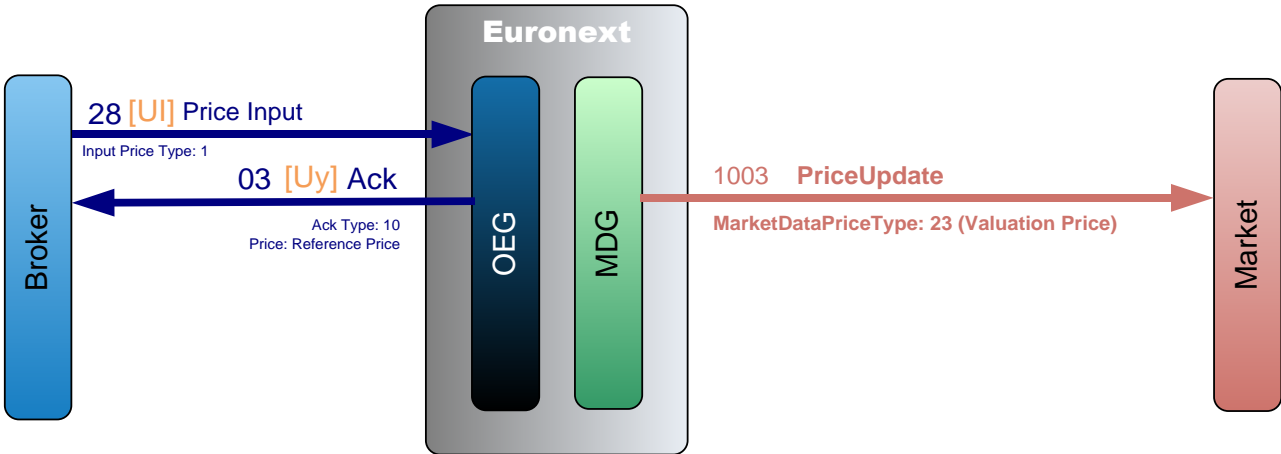 Euronext
28 [UI] Price Input
Input Price Type: 1
03 [Uy] Ack
Ack Type: 10
Price: Reference Price
1003 PriceUpdate
MarketDataPriceType: 23 (Valuation Price)
Broker
OEG
MDG
Market